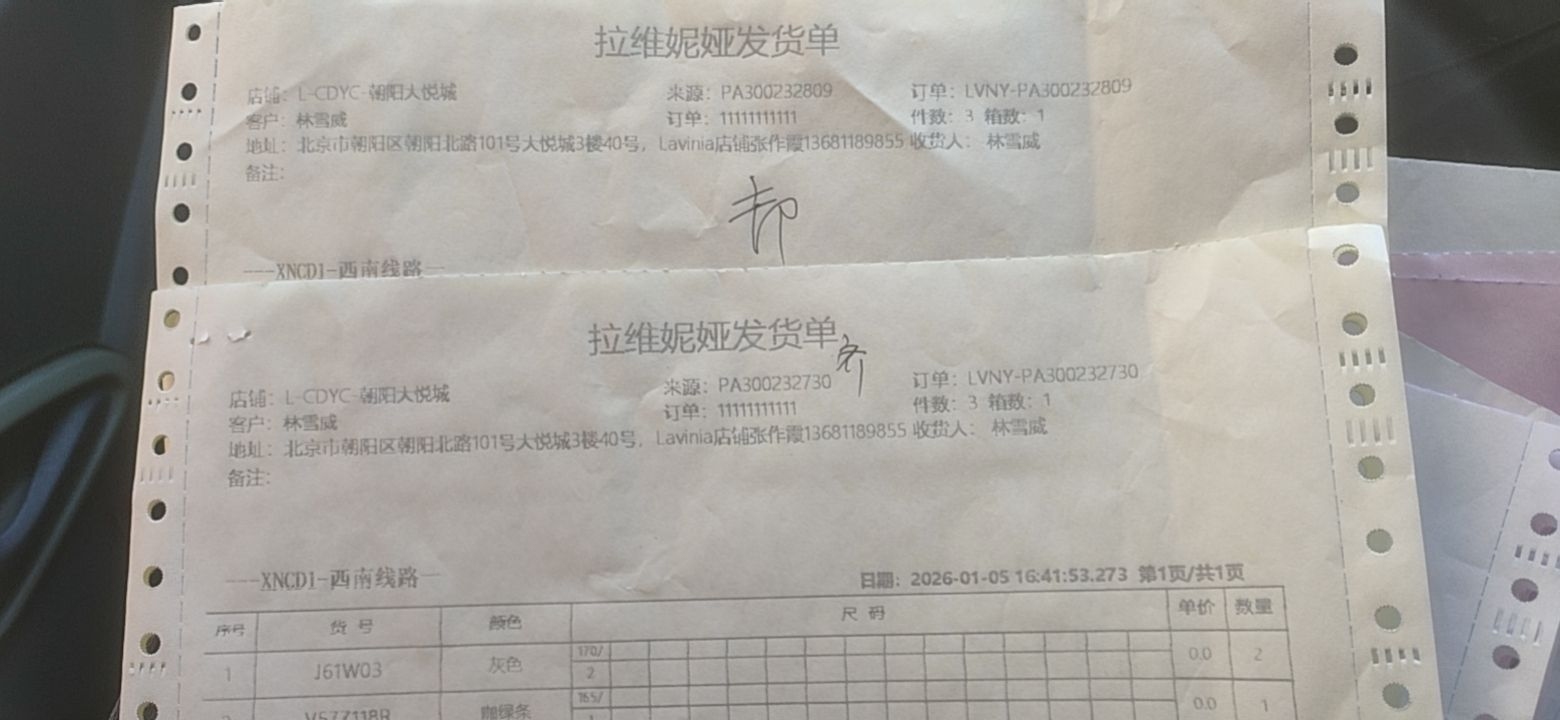 拉维妮娅发货单
店铺：L-CDYC-朝阳大悦城 来源：PA300232809 订单：LVNY-PA300232809
客户：林雪威 订单：11111111111 件数：3 箱数：1
地址：北京市朝阳区朝阳北路101号大悦城3楼40号，Lavinia店铺张作霞13681189855 收货人：林雪威
备注：
---XNCD1-西南线路—
拉维妮娅发货单
店铺：L-CDYC-朝阳大悦城 来源：PA300232730 订单：LVNY-PA300232730
客户：林雪威 订单：11111111111 件数：3 箱数：1
地址：北京市朝阳区朝阳北路101号大悦城3楼40号，Lavinia店铺张作霞13681189855 收货人：林雪威
备注：
---XNCD1-西南线路—
日期：2026-01-05 16:41:53.273 第1页/共1页
序号 货号 颜色 尺码 单价 数量
170/
1 J61W03 灰色 2 0.0 2
165/
咖绿条 0.0 1